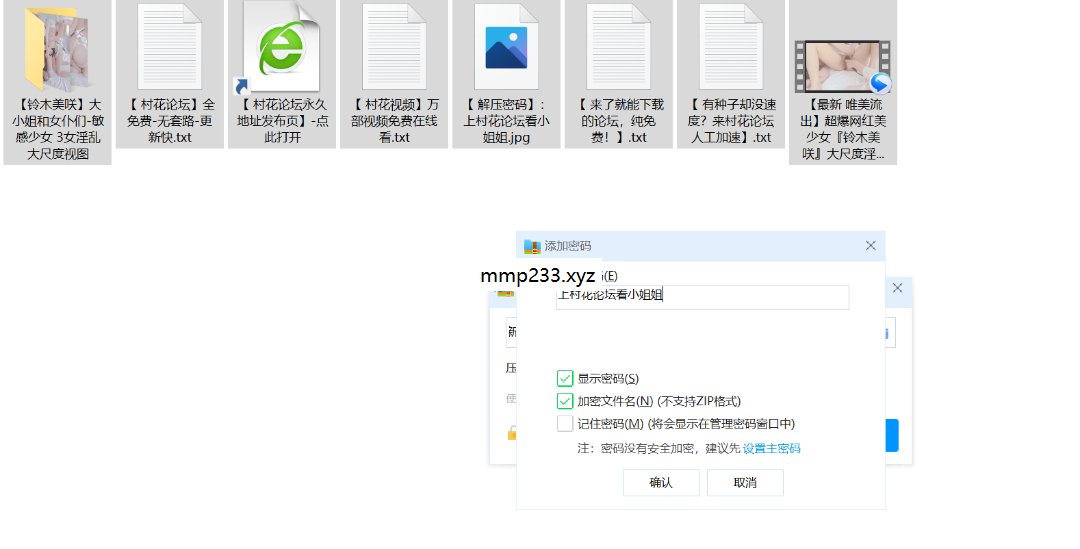 【铃木美咲】大
小姐和女仆们-敏
感少女 3女淫乱
大尺度视图
【 村花论坛】全
免费-无套路-更
新快.txt
【 村花论坛永久
地址发布页】-点
此打开
【 村花视频】万
部视频免费在线
看.txt
【 解压密码】:
上村花论坛看小
姐姐.jpg
【 来了就能下载
的论坛，纯免
费！】.txt
【 有种子却没速
度？来村花论坛
人工加速】.txt
【最新 唯美流
出】超爆网红美
少女『铃木美
咲』大尺度淫...
添加密码
mmp233.xyz
(E)
上村花论坛看小姐姐
显示密码(S)
加密文件名(N) (不支持ZIP格式)
记住密码(M) (将会显示在管理密码窗口中)
注：密码没有安全加密，建议先 设置主密码
确认
取消